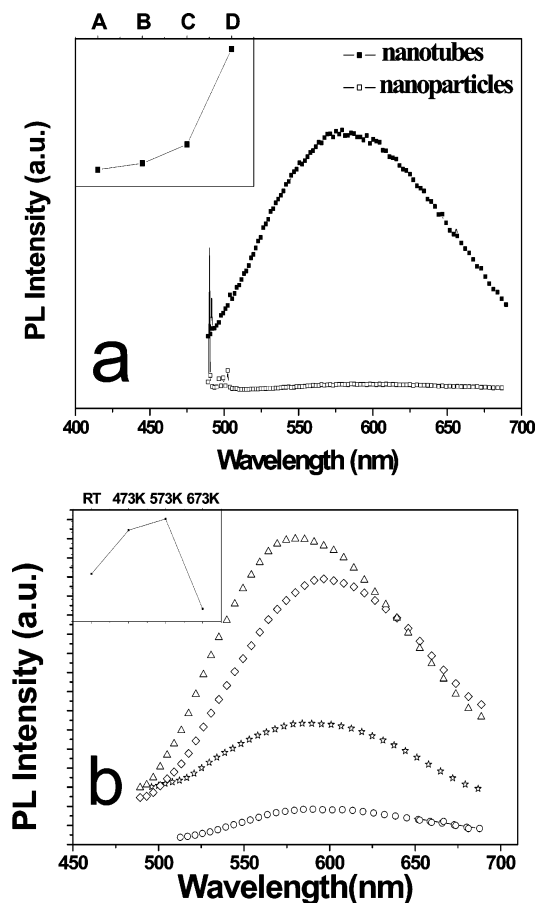 A B C D
nanotubes
nanoparticles
PL Intensity (a.u.)
a
400 450 500 550 600 650 700
Wavelength (nm)
RT 473K 573K 673K
PL Intensity (a.u.)
b
450 500 550 600 650 700
Wavelength(nm)